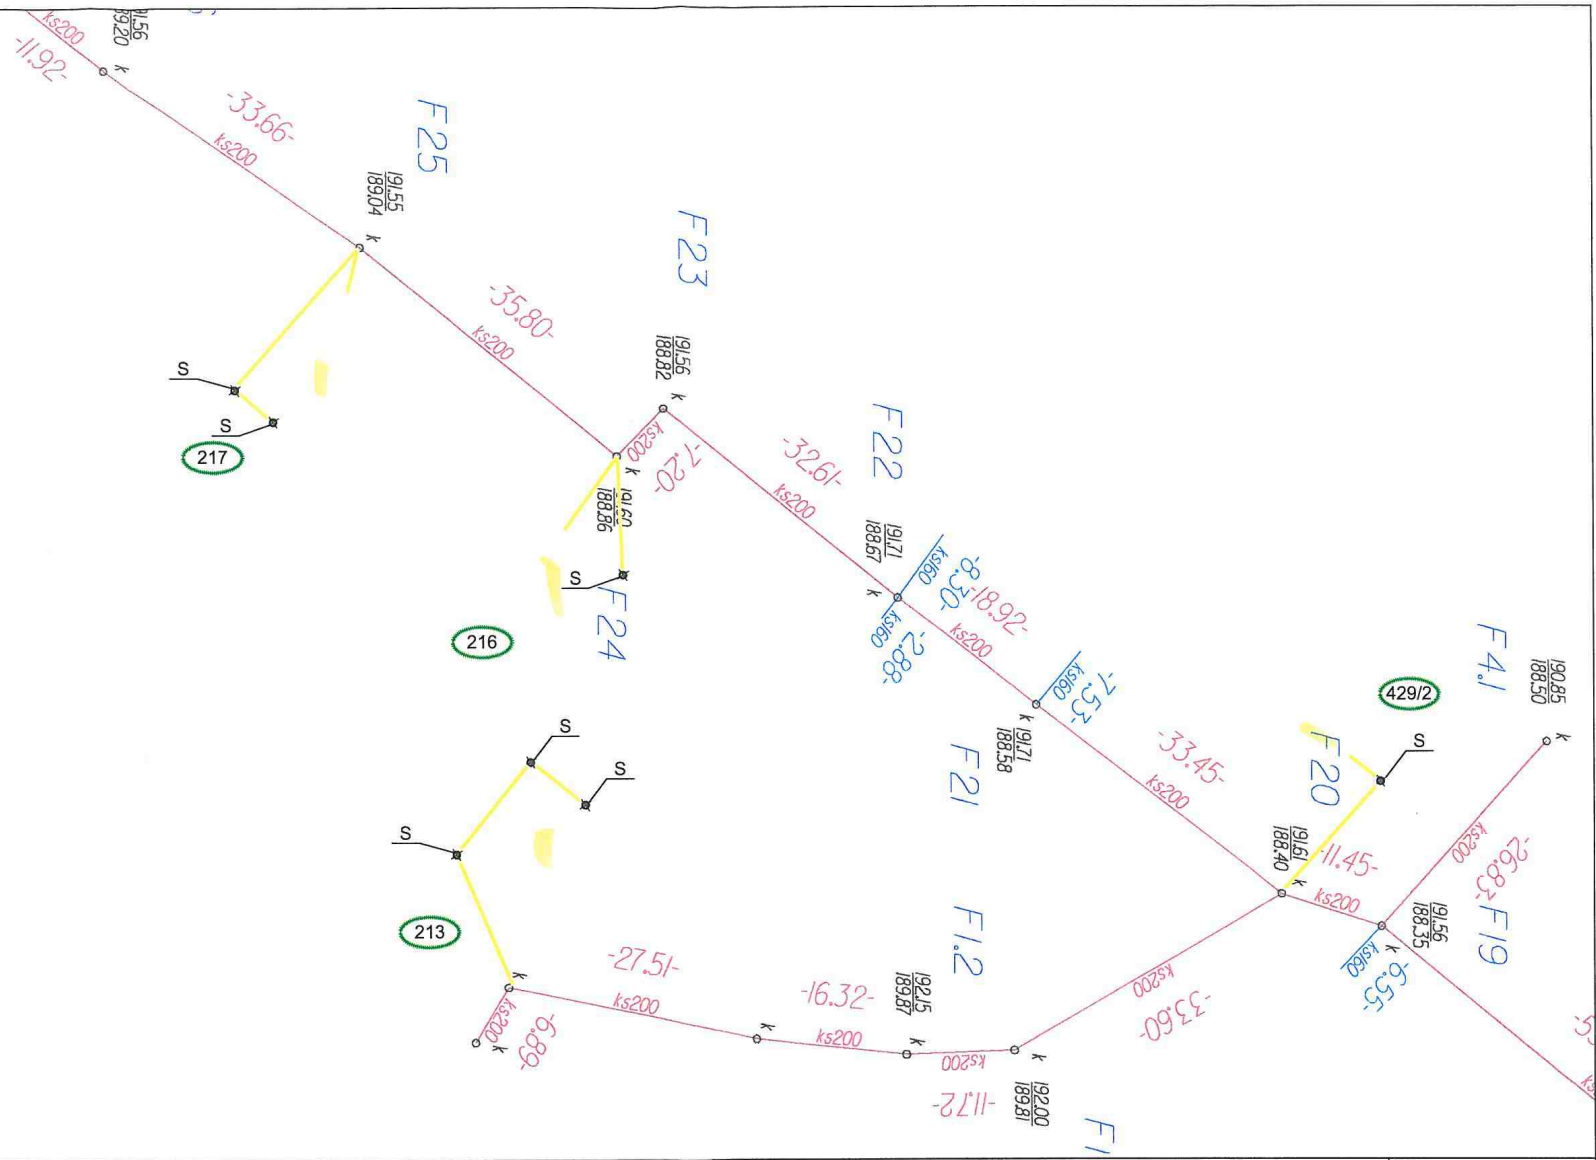 191.56
189.20
ks200
-11.92-
k
-33.66-
ks200
F25
191.55
189.04
k
F23
-35.80-
ks200
191.56
188.82
k
ks200
-7.20-
k
191.60
188.86
S
S
217
S
F24
216
F22
-32.61-
ks200
191.71
188.67
k
ks160
-8.30-
ks160
-2.88-
-18.92-
ks200
-7.53-
ks160
k
191.71
188.58
F21
-33.45-
ks200
F4.1
190.85
188.50
k
429/2
S
F20
191.61
188.40
k
-11.45-
ks200
ks200
-26.83-
F19
191.56
188.35
k
ks160
-6.55-
S
S
S
213
k
ks200
-6.89-
k
-27.51-
ks200
k
-16.32-
ks200
192.15
189.87
k
F1.2
ks200
-11.72-
k
192.00
189.81
F1
ks200
-33.60-